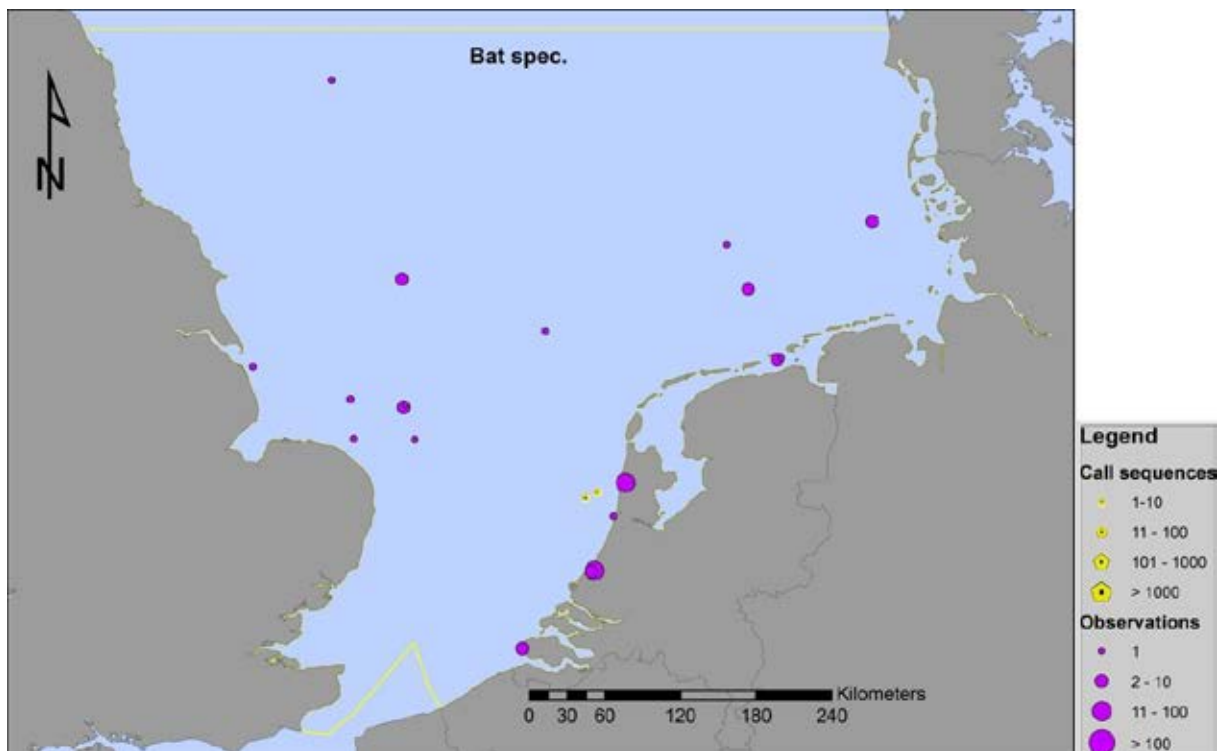 Bat spec.
N
Kilometers
0 30 60 120 180 240
Legend
Call sequences
1-10
11 - 100
101 - 1000
> 1000
Observations
1
2 - 10
11 - 100
> 100